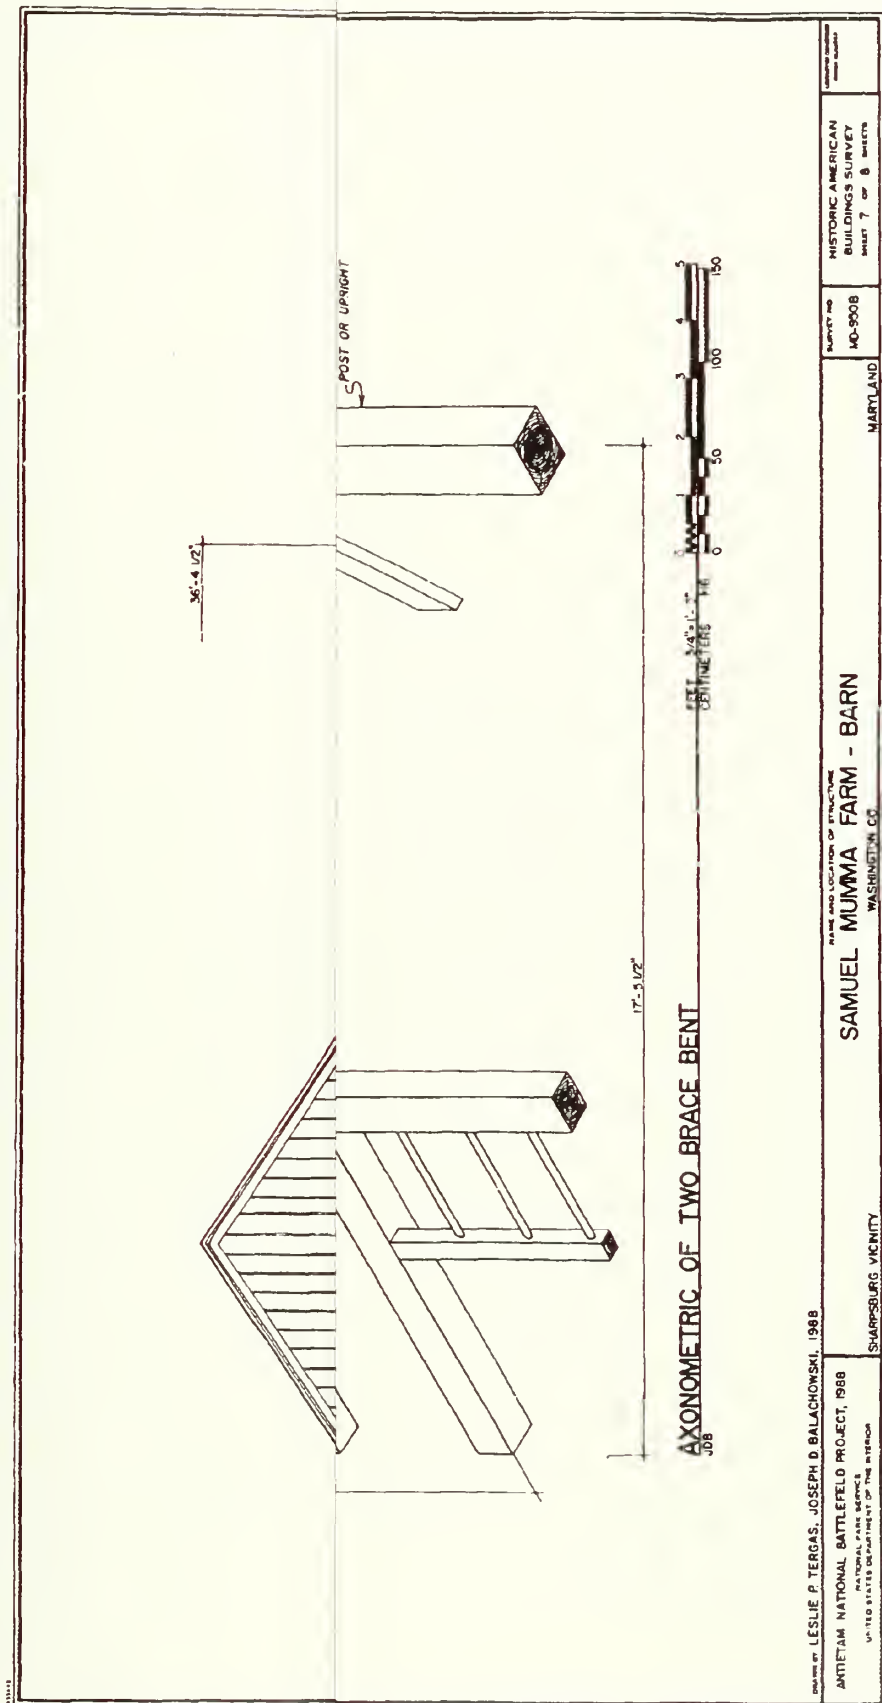 36'-4 1/2"
POST OR UPRIGHT
17'-5 1/2"
AXONOMETRIC OF TWO BRACE BENT
JDB
FEET 3/4"=1'-
CENTIMETERS
1 2 3 4 5
0 50 100 150
DRAWN BY LESLIE P. TERGAS, JOSEPH D. BALACHOWSKI, 1988
ANTIETAM NATIONAL BATTLEFIELD PROJECT, 1988
NATIONAL PARK SERVICE
UNITED STATES DEPARTMENT OF THE INTERIOR
NAME AND LOCATION OF STRUCTURE
SAMUEL MUMMA FARM - BARN
SHARPSBURG VICINITY WASHINGTON CO. MARYLAND
SURVEY NO.
MD-950B
HISTORIC AMERICAN
BUILDINGS SURVEY
SHEET 7 OF 8 SHEETS